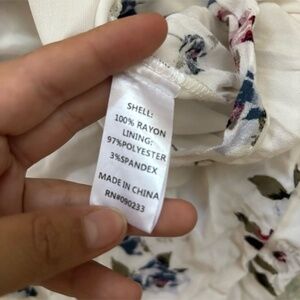 SHELL:
100% RAYON
LINING:
97%POLYESTER
3%SPANDEX
MADE IN CHINA
RN#090233